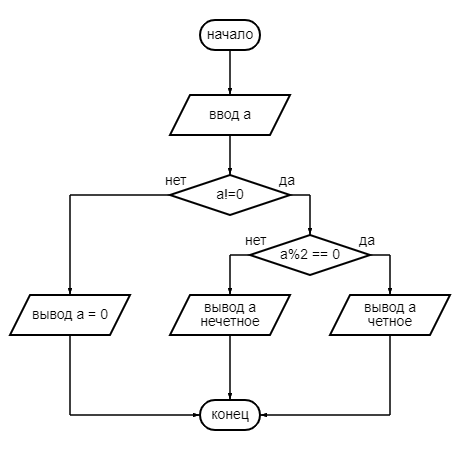 начало
ввод a
нет
да
a!=0
нет
да
a%2 == 0
вывод a = 0
вывод a
нечетное
вывод a
четное
конец